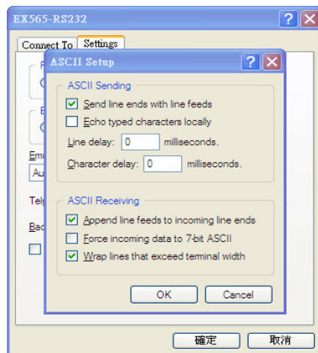 EX565-RS232
Connect To Settings
ASCII Setup
ASCII Sending
Send line ends with line feeds
Echo typed characters locally
Line delay: 0 milliseconds.
Character delay: 0 milliseconds.
ASCII Receiving
Append line feeds to incoming line ends
Force incoming data to 7-bit ASCII
Wrap lines that exceed terminal width
OK Cancel
確定 取消